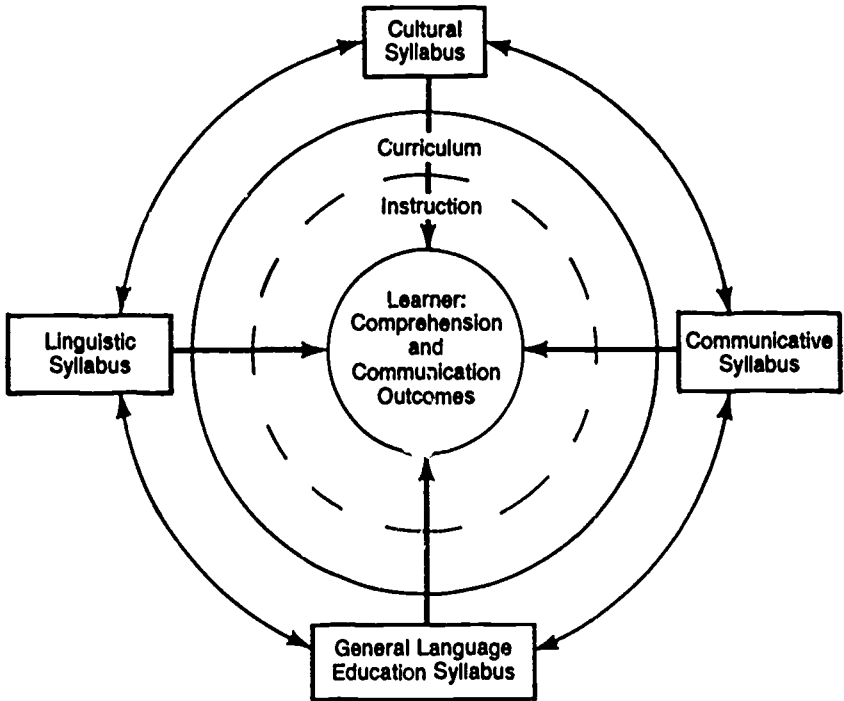 Cultural
Syllabus
Curriculum
Instruction
Learner:
Comprehension
and
Communication
Outcomes
Linguistic
Syllabus
Communicative
Syllabus
General Language
Education Syllabus